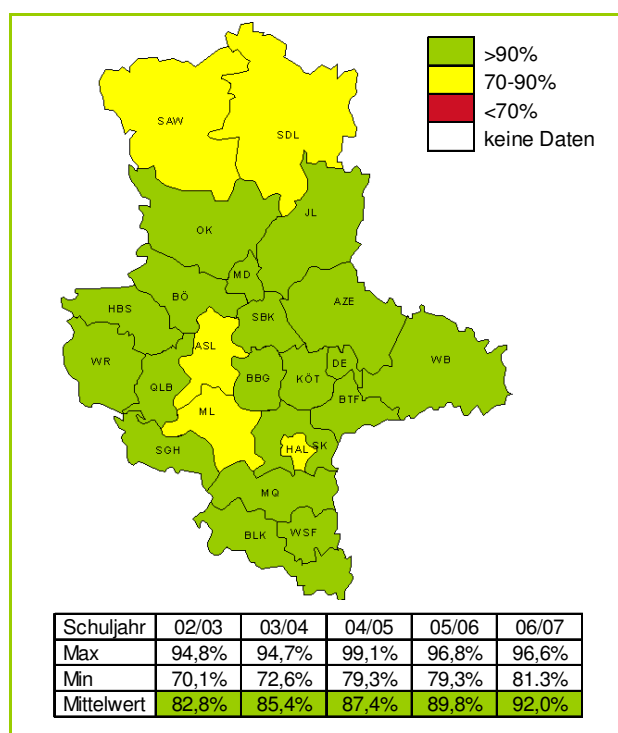 >90%
70-90%
<70%
keine Daten
SAW
SDL
JL
OK
MD
BÖ
AZE
HBS
SBK
ASL
WR
WB
DE
QLB
BBG
KÖT
BTF
ML
SGH
HAL
SK
MQ
BLK
WSF
Schuljahr 02/03 03/04 04/05 05/06 06/07
Max 94,8% 94,7% 99,1% 96,8% 96,6%
Min 70,1% 72,6% 79,3% 79,3% 81.3%
Mittelwert 82,8% 85,4% 87,4% 89,8% 92,0%